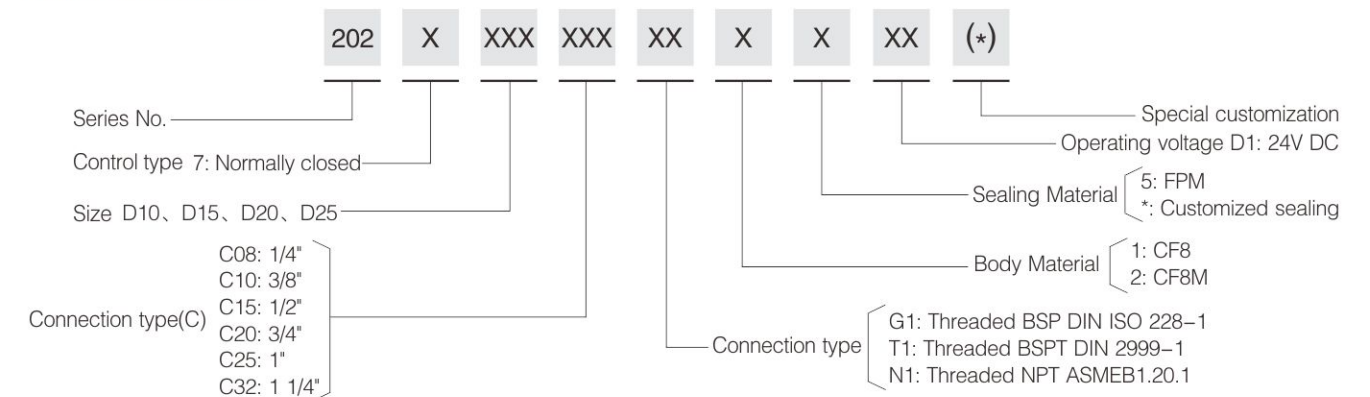 202 X XXX XXX XX X X XX (*)
Series No.
Control type 7: Normally closed
Size D10、D15、D20、D25
Connection type(C)
C08: 1/4"
C10: 3/8"
C15: 1/2"
C20: 3/4"
C25: 1"
C32: 1 1/4"
Special customization
Operating voltage D1: 24V DC
Sealing Material
5: FPM
*: Customized sealing
Body Material
1: CF8
2: CF8M
Connection type
G1: Threaded BSP DIN ISO 228–1
T1: Threaded BSPT DIN 2999–1
N1: Threaded NPT ASMEB1.20.1